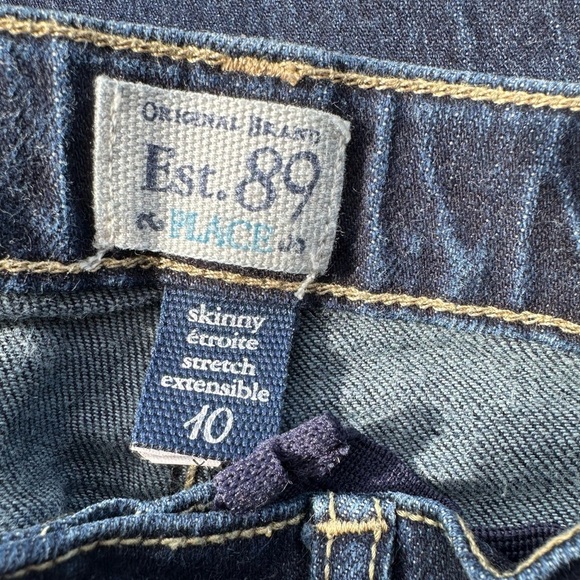 ORIGINAL BRAND
Est. 89
PLACE
skinny
étroite
stretch
extensible
10